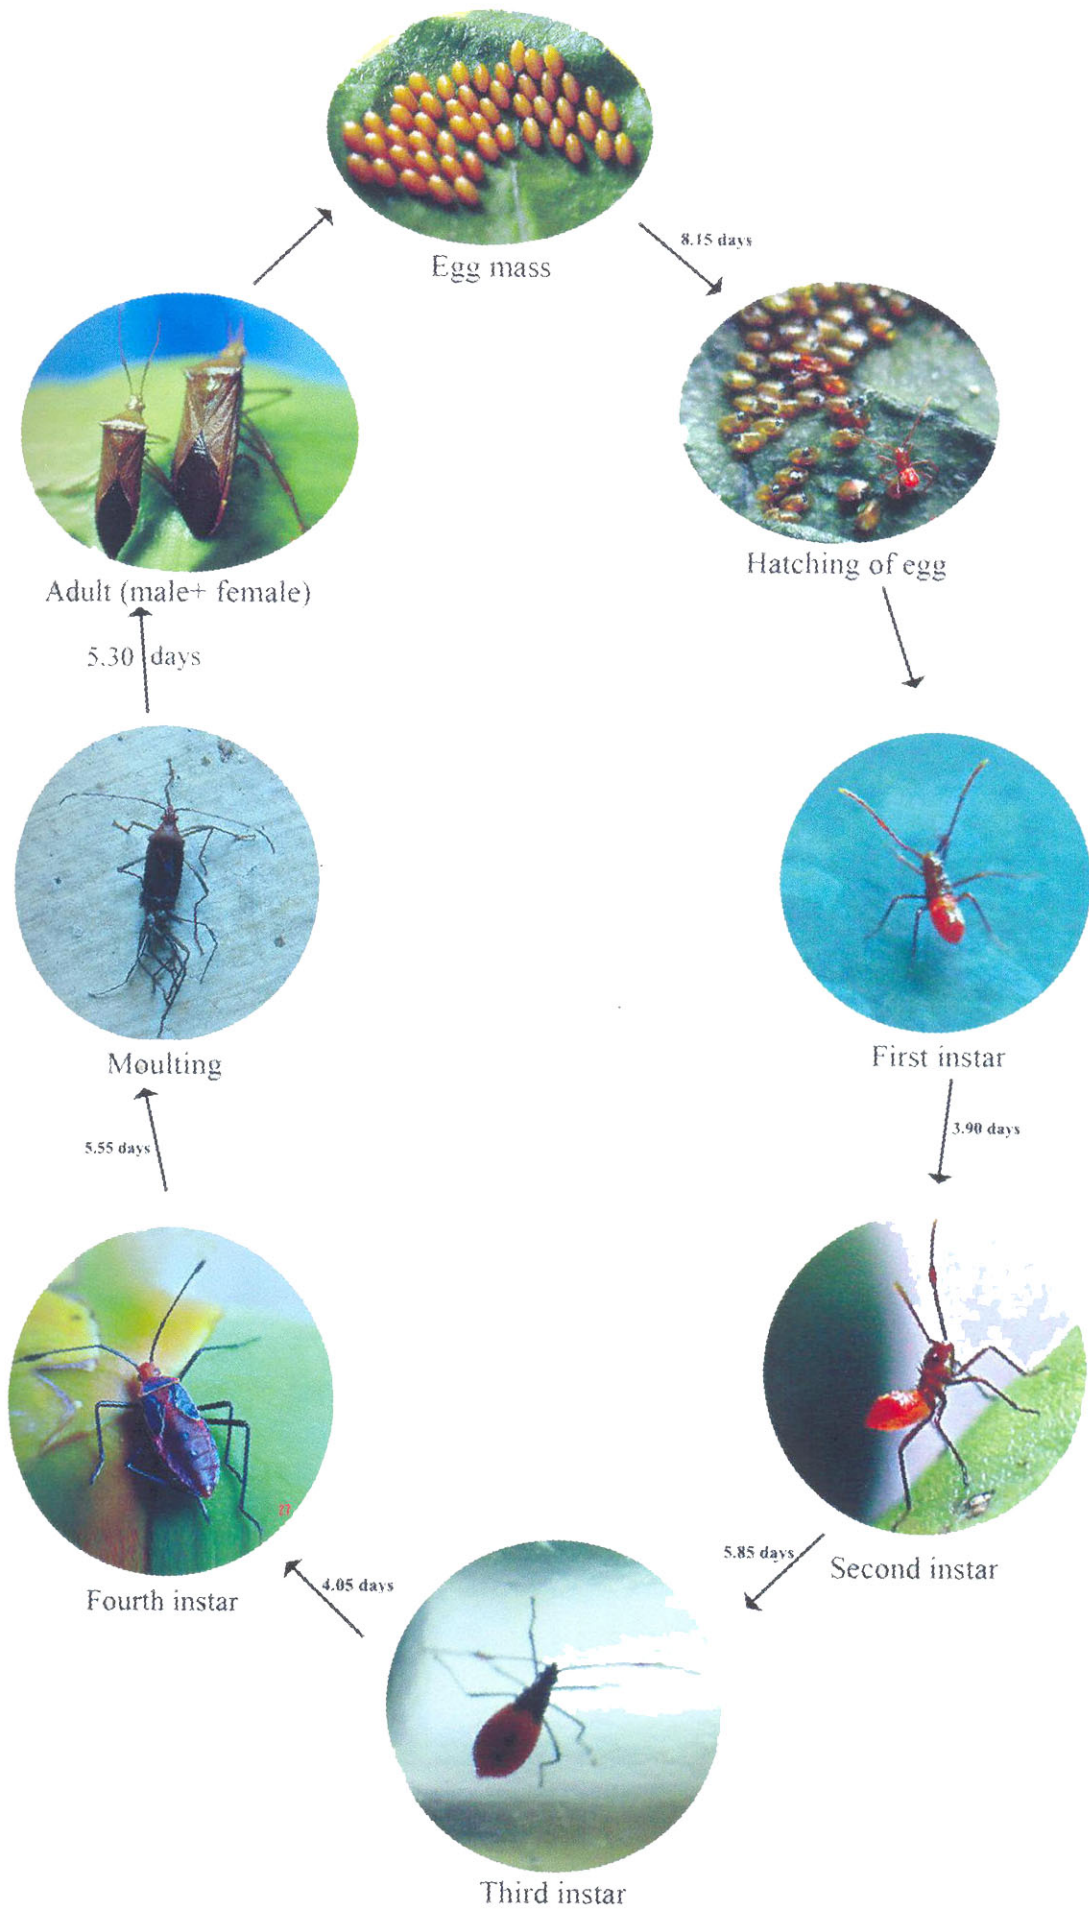 Egg mass
8.15 days
Hatching of egg
First instar
3.90 days
Second instar
5.85 days
Third instar
4.05 days
Fourth instar
27
5.55 days
Moulting
5.30 days
Adult (male+ female)